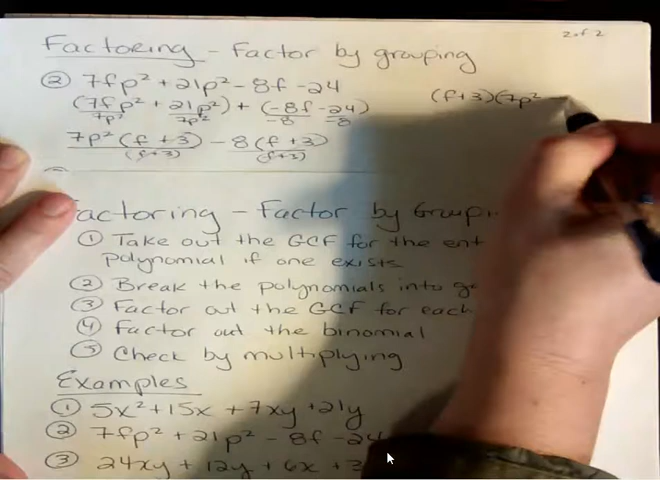 2 of 2
Factoring - Factor by grouping
② 7fp² + 21p² - 8f - 24
(7fp² + 21p²) + (-8f - 24)
7p² 7p² -8 -8
(f+3)(7p²
7p²(f+3) - 8(f+3)
(f+3) (f+3)
Factoring - Factor by
① Take out the GCF for the
polynomial if one exists
② Break the polynomials into
③ Factor out the GCF for each
④ Factor out the binomial
⑤ Check by multiplying
Examples
① 5x² + 15x + 7xy + 21y
② 7fp² + 21p² - 8f - 24
③ 24xy + 12y + 6x +